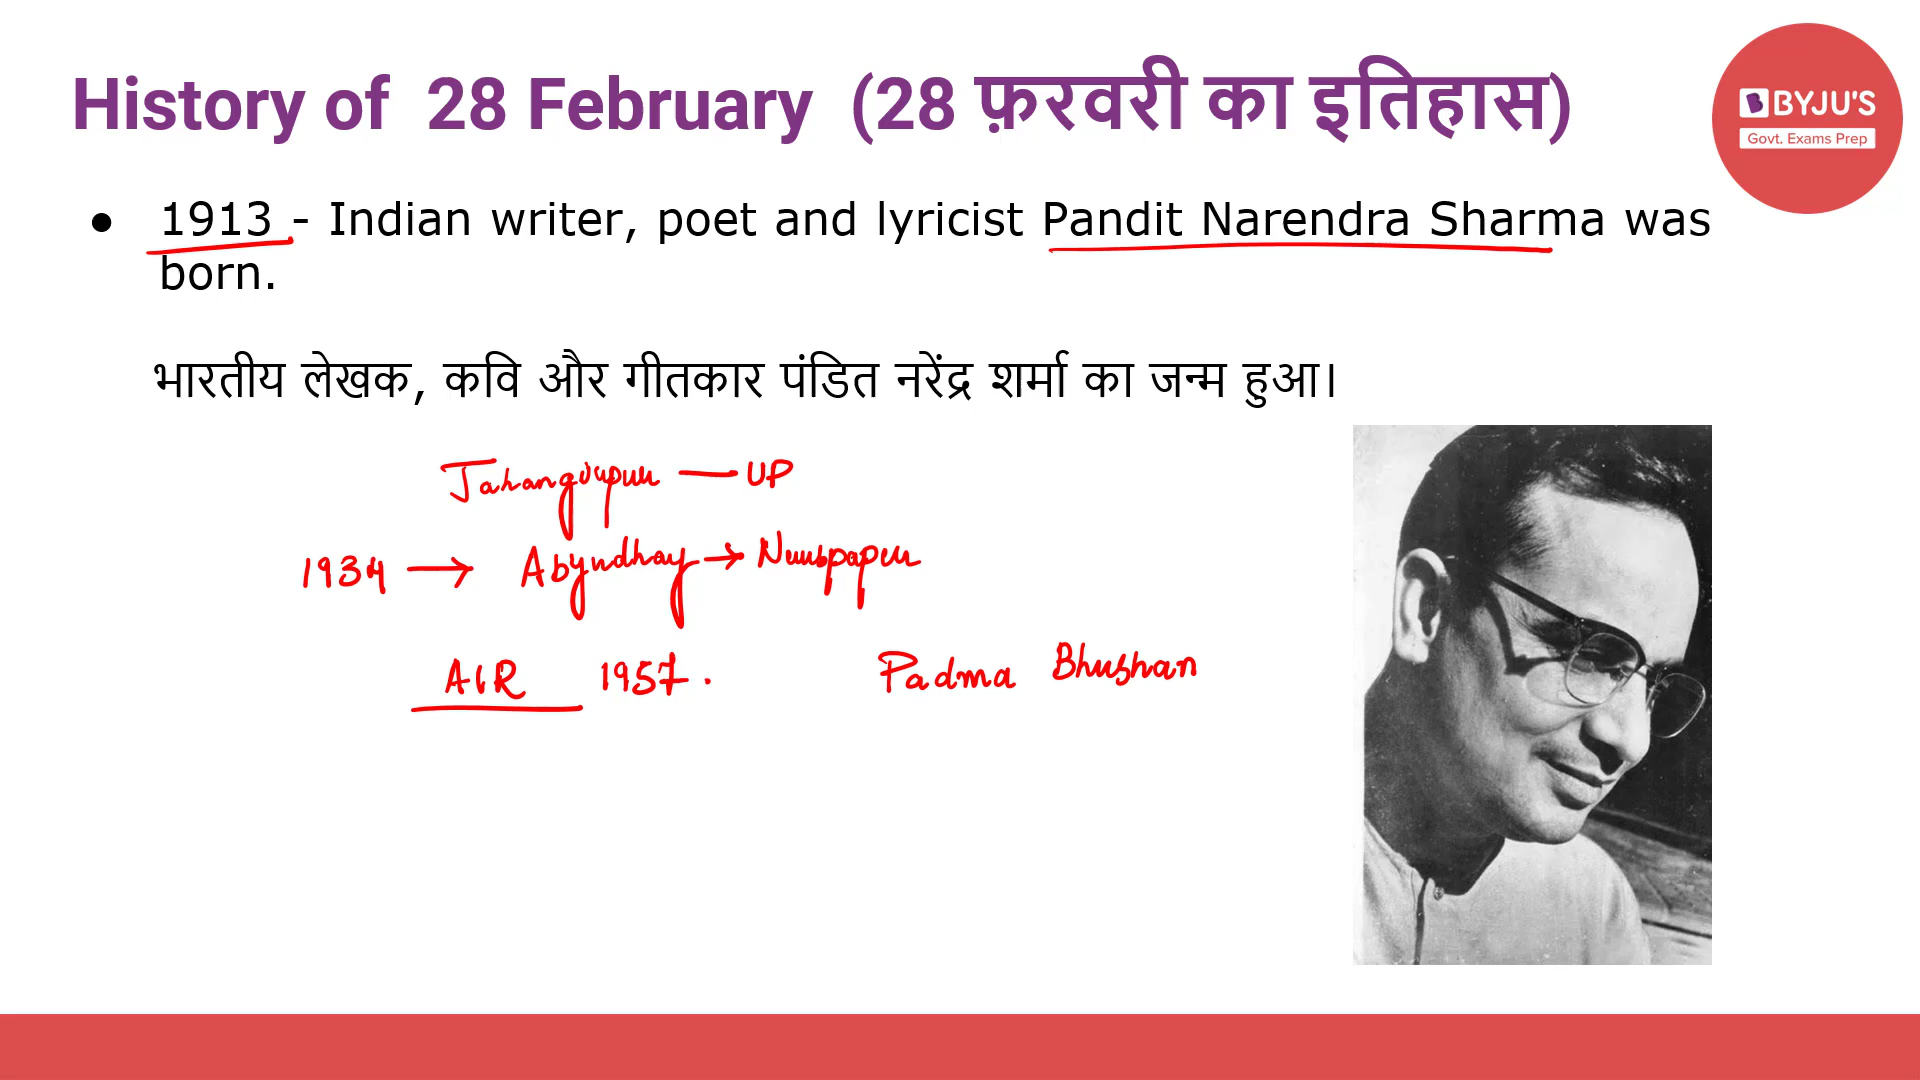 History of 28 February (28 फ़रवरी का इतिहास)
BYJU'S
Govt. Exams Prep
● 1913 - Indian writer, poet and lyricist Pandit Narendra Sharma was
born.
भारतीय लेखक, कवि और गीतकार पंडित नरेंद्र शर्मा का जन्म हुआ।
Jahangirpur — UP
1934 → Abyudhay → Newspaper
AIR 1957.
Padma Bhushan